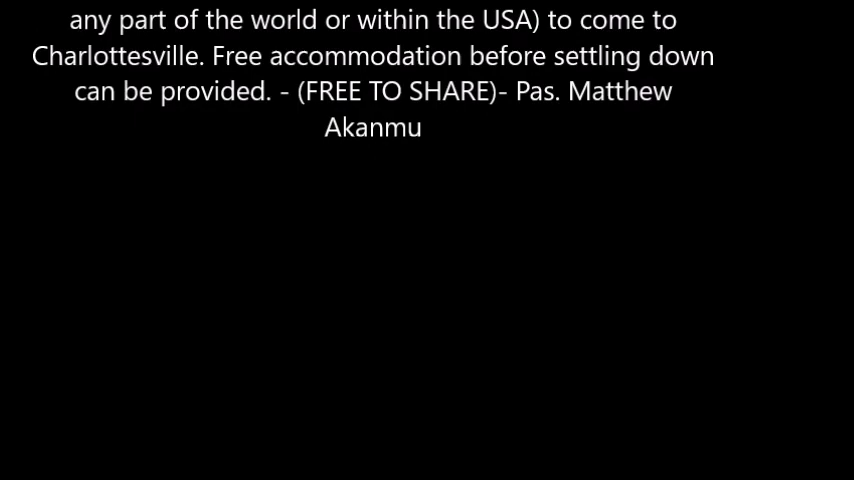 any part of the world or within the USA) to come to
Charlottesville. Free accommodation before settling down
can be provided. - (FREE TO SHARE)- Pas. Matthew
Akanmu